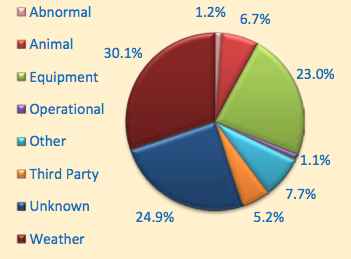 Abnormal
Animal
Equipment
Operational
Other
Third Party
Unknown
Weather
1.2%
6.7%
23.0%
1.1%
7.7%
5.2%
24.9%
30.1%